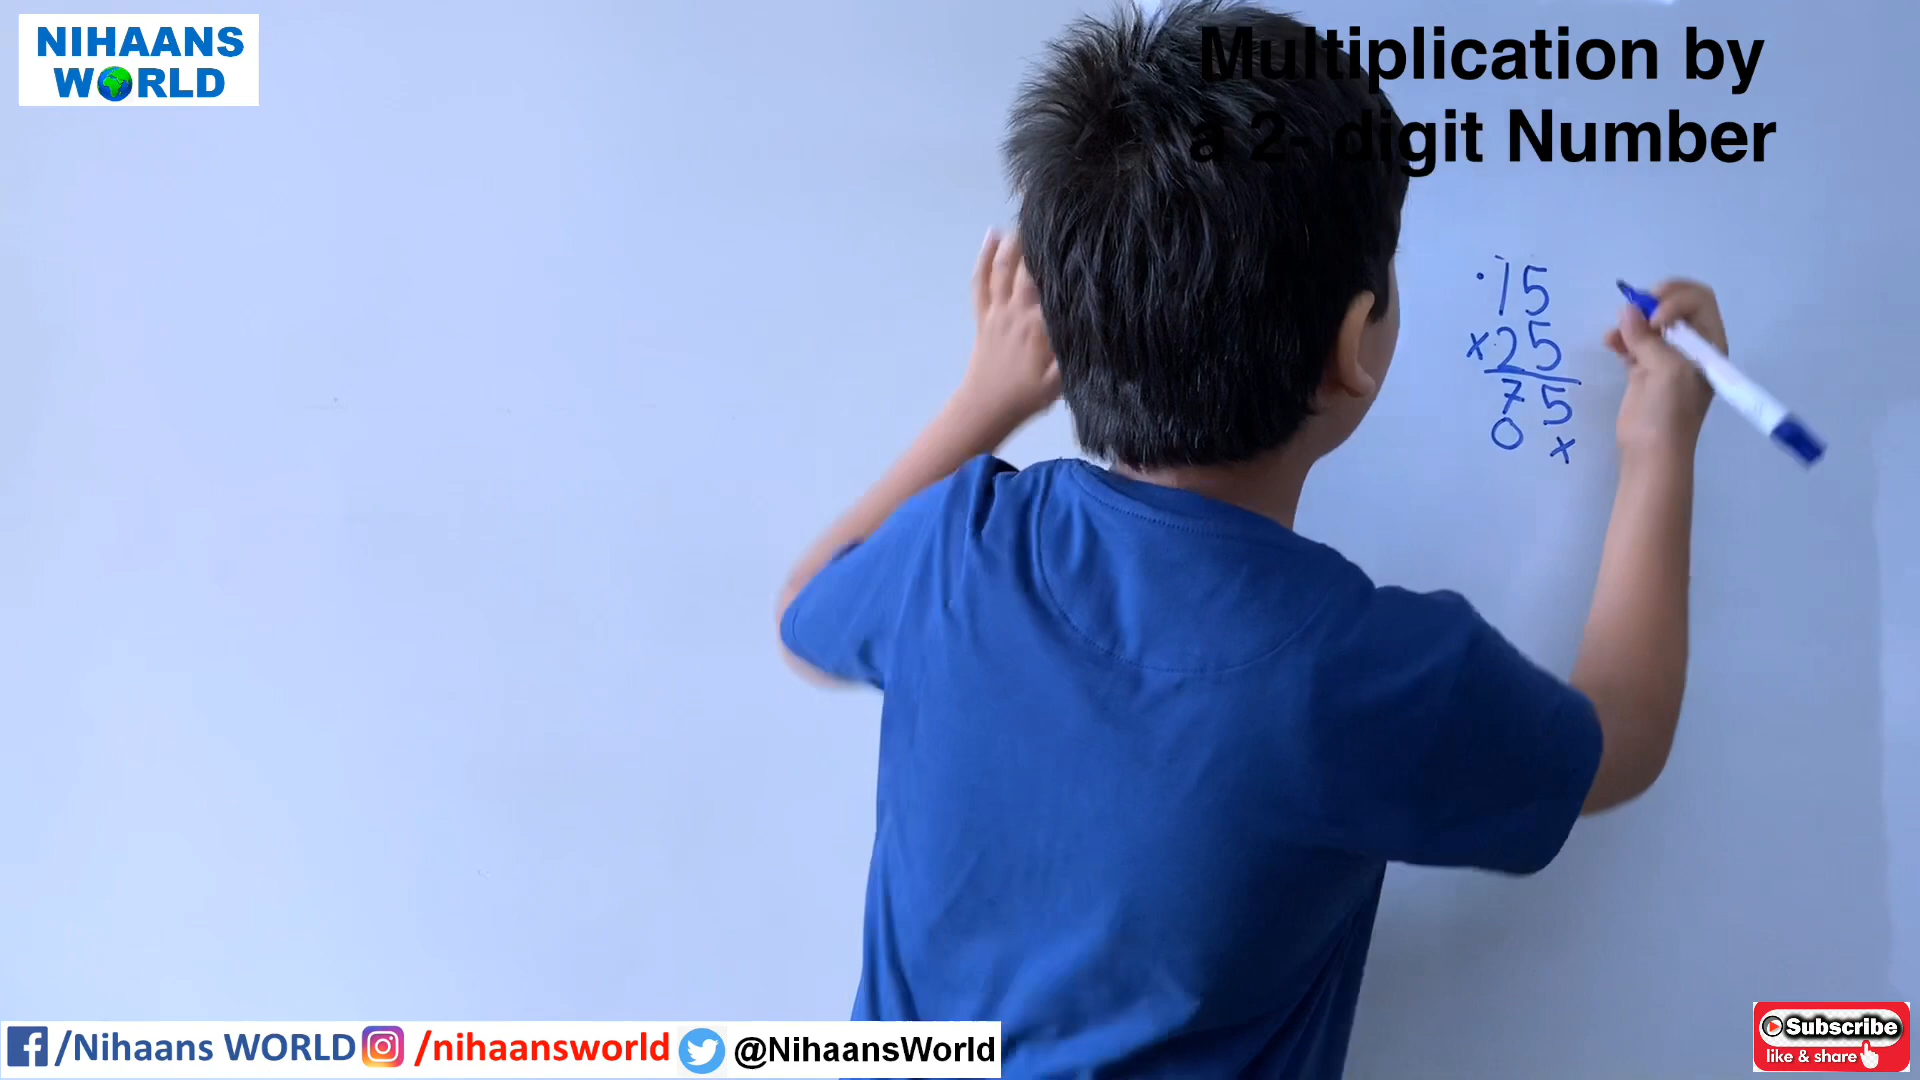 NIHAANS
WORLD
Multiplication by
a 2- digit Number
15
x25
75
0 x
/Nihaans WORLD /nihaansworld @NihaansWorld
Subscribe
like & share